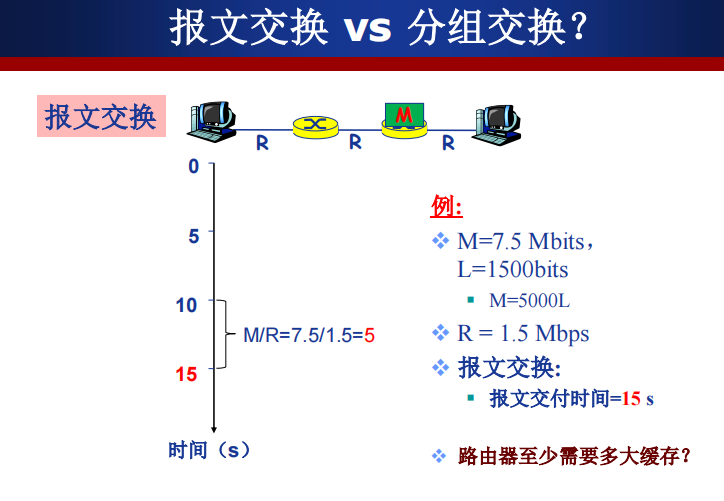 报文交换 vs 分组交换？
报文交换
M
R R R
0
5
10
15
M/R=7.5/1.5=5
时间（s）
例:
M=7.5 Mbits，
L=1500bits
M=5000L
R = 1.5 Mbps
报文交换:
报文交付时间=15 s
路由器至少需要多大缓存?